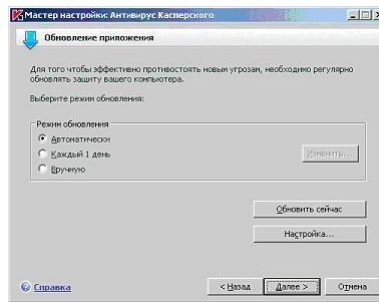 Мастер настройки: Антивирус Касперского
Обновление приложения
Для того чтобы эффективно противостоять новым угрозам, необходимо регулярно
обновлять защиту вашего компьютера.
Выберите режим обновления:
Режим обновления
Автоматически
Каждый 1 день
Изменить...
Вручную
Обновить сейчас
Настройка...
Справка
< Назад
Далее >
Отмена